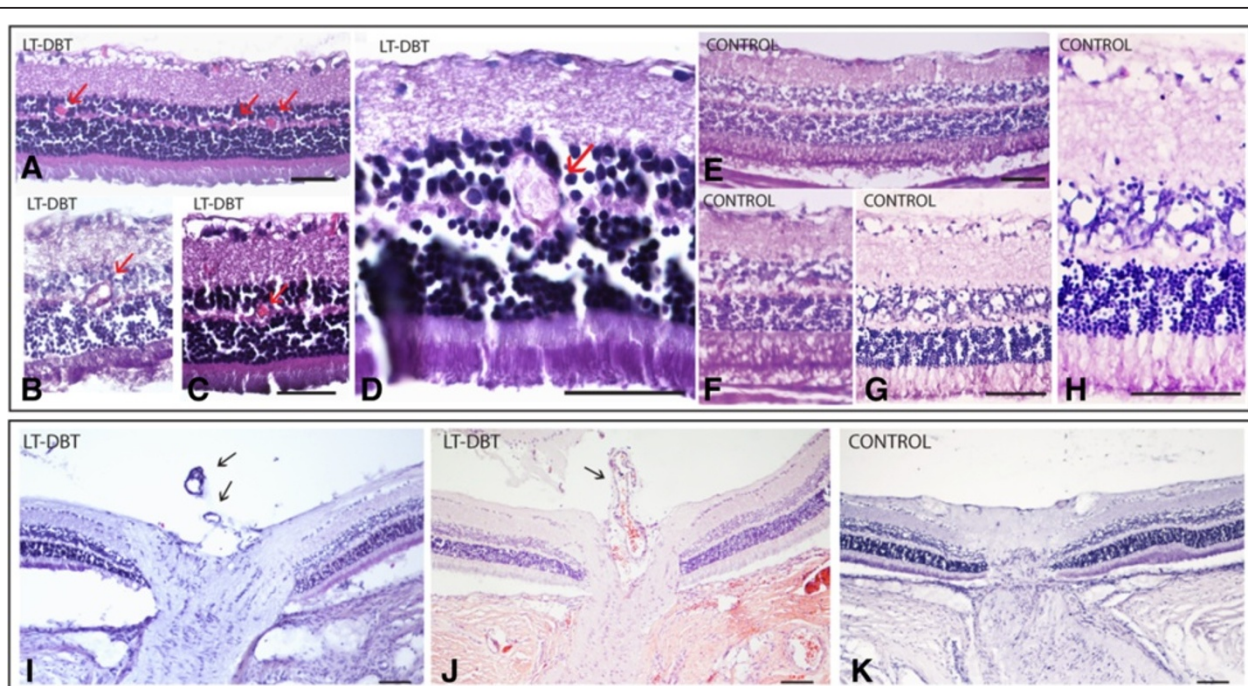 LT-DBT
A
LT-DBT
B
LT-DBT
C
LT-DBT
D
CONTROL
E
CONTROL
F
CONTROL
G
CONTROL
H
LT-DBT
I
LT-DBT
J
CONTROL
K